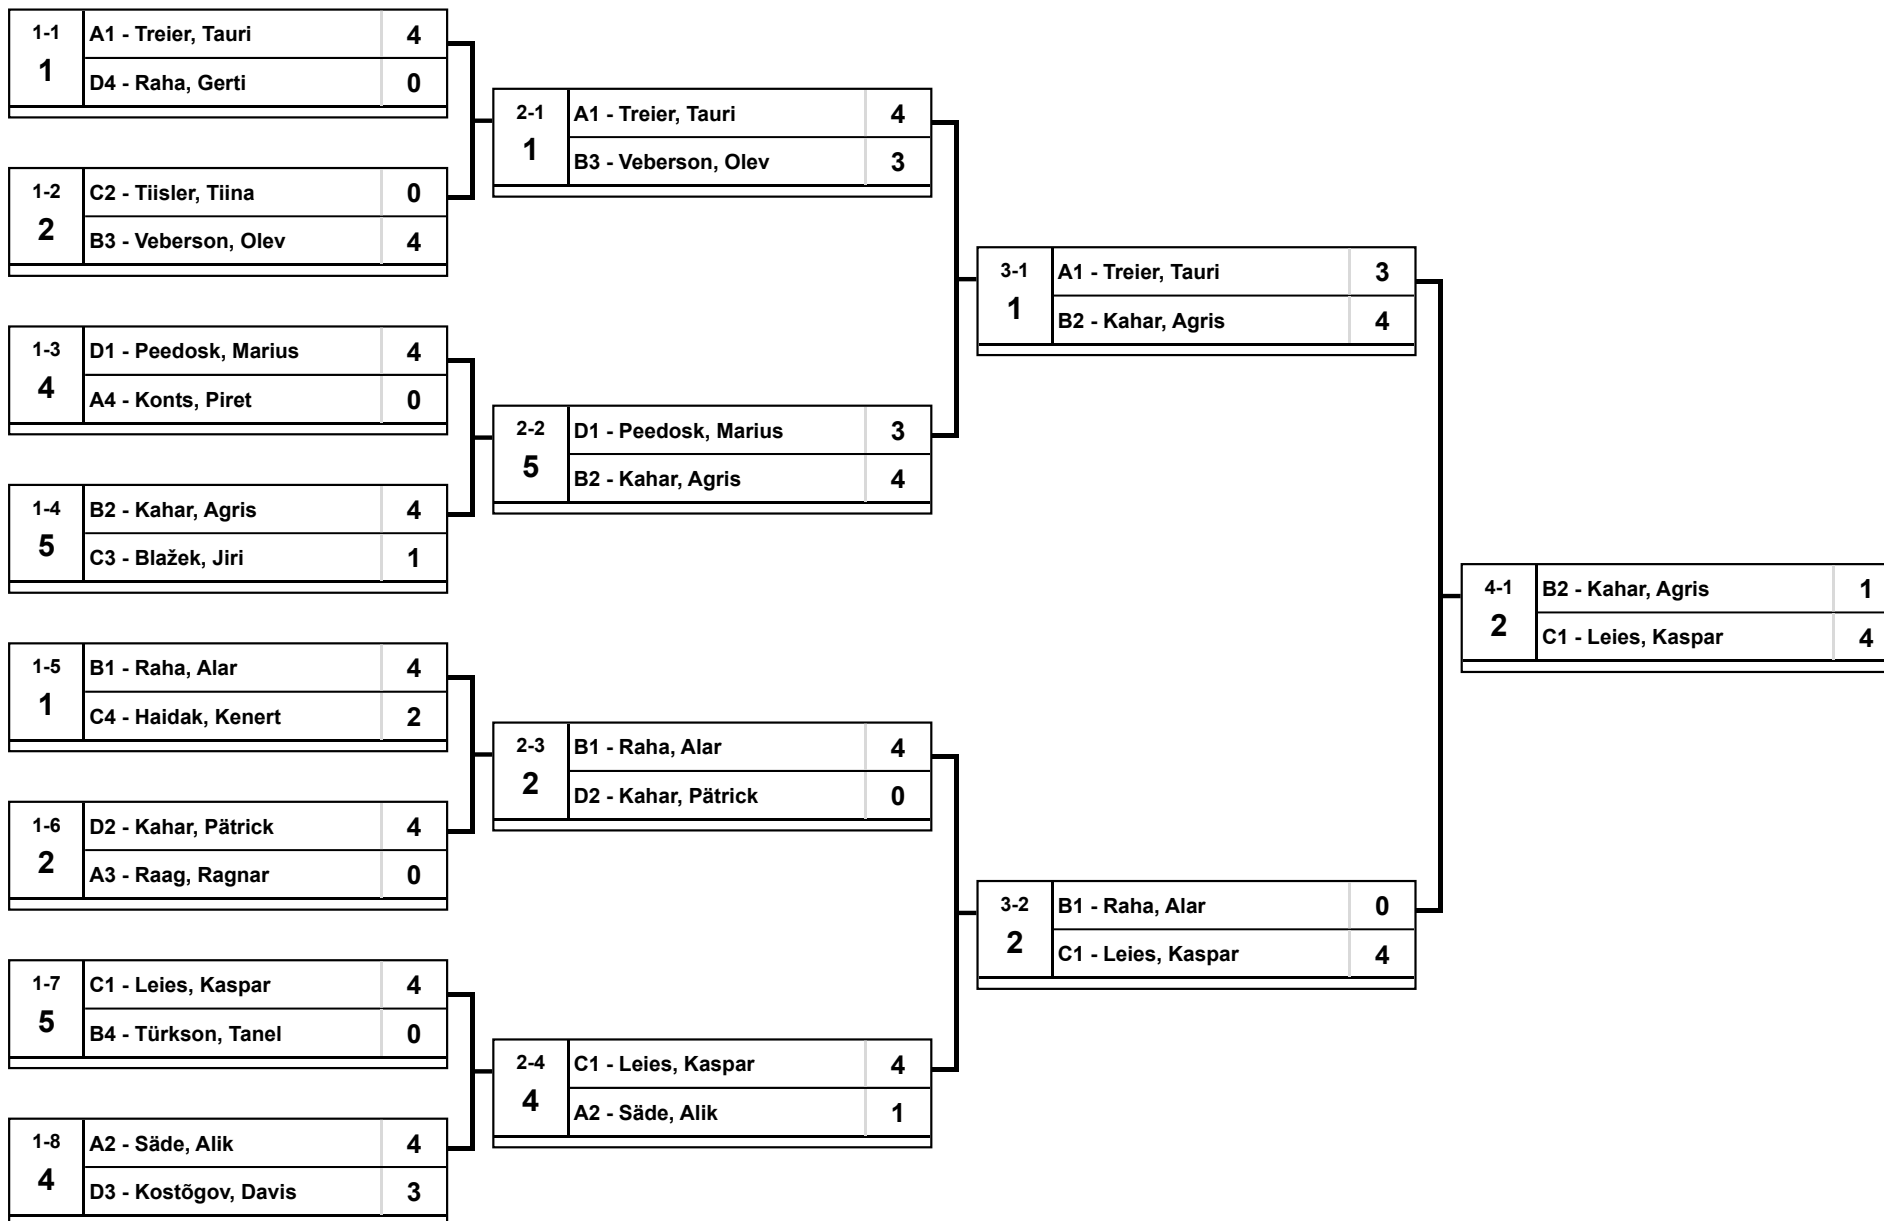 1-1
1
A1 - Treier, Tauri 4
D4 - Raha, Gerti 0
1-2
2
C2 - Tiisler, Tiina 0
B3 - Veberson, Olev 4
1-3
4
D1 - Peedosk, Marius 4
A4 - Konts, Piret 0
1-4
5
B2 - Kahar, Agris 4
C3 - Blažek, Jiri 1
1-5
1
B1 - Raha, Alar 4
C4 - Haidak, Kenert 2
1-6
2
D2 - Kahar, Pätrick 4
A3 - Raag, Ragnar 0
1-7
5
C1 - Leies, Kaspar 4
B4 - Türkson, Tanel 0
1-8
4
A2 - Säde, Alik 4
D3 - Kostõgov, Davis 3
2-1
1
A1 - Treier, Tauri 4
B3 - Veberson, Olev 3
2-2
5
D1 - Peedosk, Marius 3
B2 - Kahar, Agris 4
2-3
2
B1 - Raha, Alar 4
D2 - Kahar, Pätrick 0
2-4
4
C1 - Leies, Kaspar 4
A2 - Säde, Alik 1
3-1
1
A1 - Treier, Tauri 3
B2 - Kahar, Agris 4
3-2
2
B1 - Raha, Alar 0
C1 - Leies, Kaspar 4
4-1
2
B2 - Kahar, Agris 1
C1 - Leies, Kaspar 4